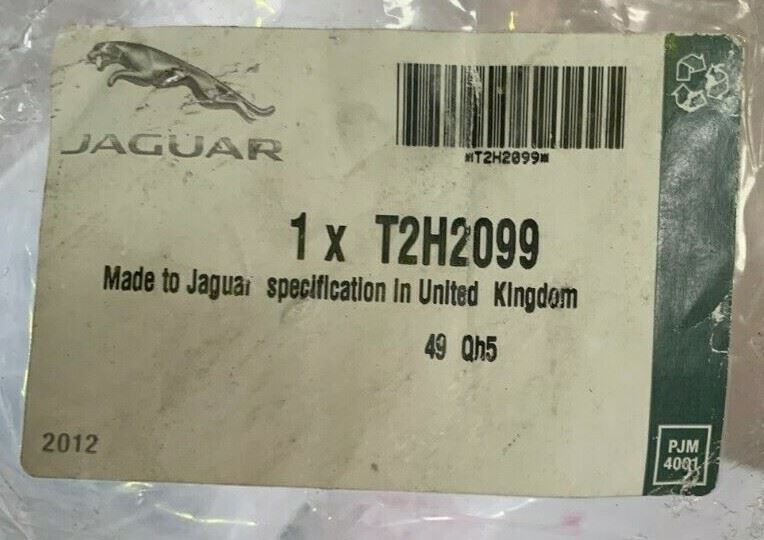 JAGUAR
*T2H2099*
1 x T2H2099
Made to Jaguar specification in United Kingdom
49 Qh5
2012
PJM
4001